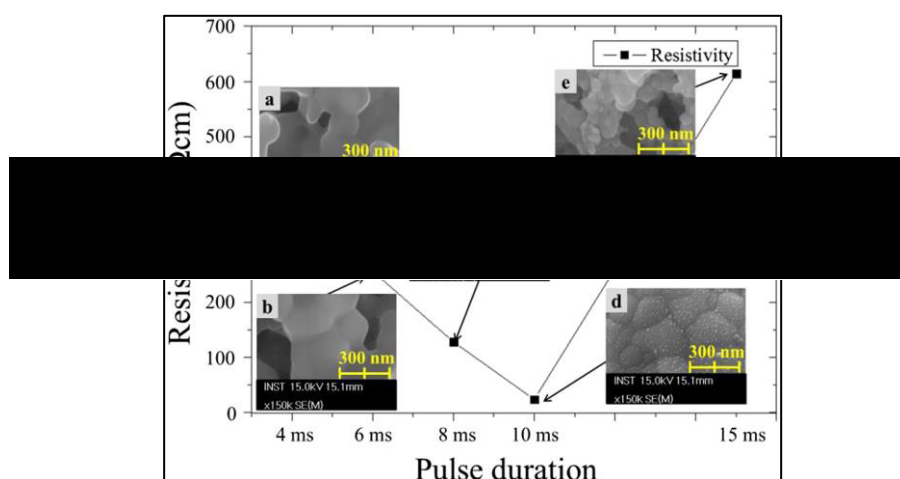 700
Resistivity
600
e
a
500
300 nm
300 nm
200
b
d
300 nm
300 nm
100
INST 15.0kV 15.1mm
x150k SE(M)
INST 15.0kV 15.1mm
x150k SE(M)
0
4 ms 6 ms 8 ms 10 ms 15 ms
Pulse duration